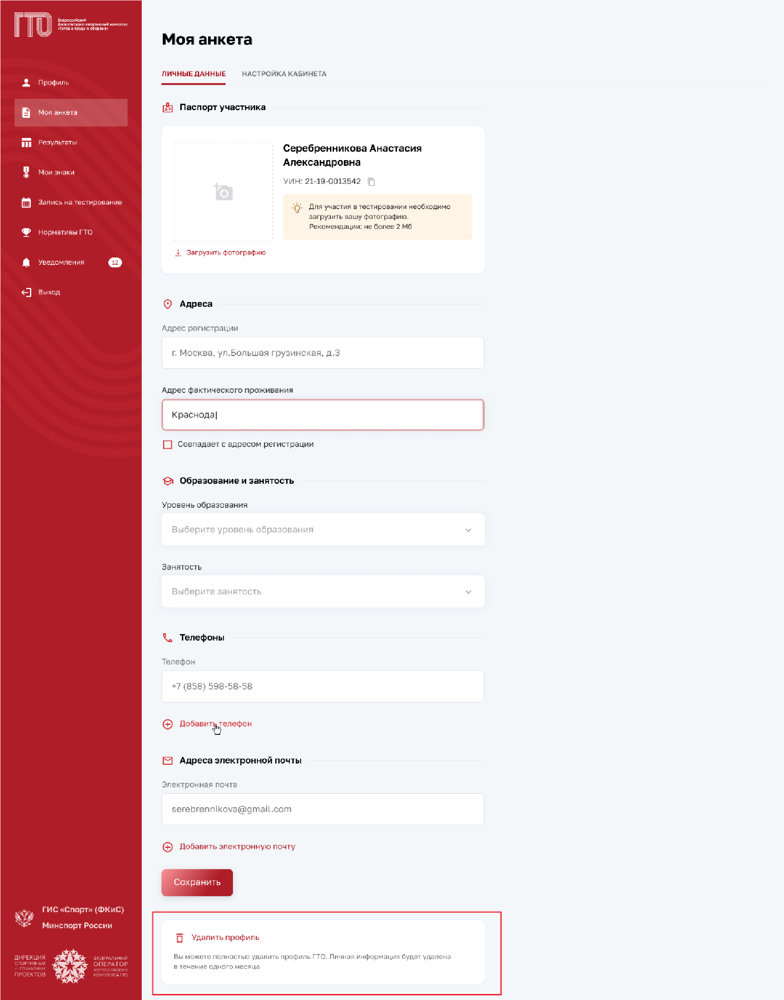 ГТО
Всероссийский
физкультурно-спортивный комплекс
«Готов к труду и обороне»
Профиль
Моя анкета
Результаты
Мои знаки
Запись на тестирование
Нормативы ГТО
Уведомления 12
Выход
ГИС «Спорт» (ФКиС)
Минспорт России
ДИРЕКЦИЯ
СПОРТИВНЫХ
И СОЦИАЛЬНЫХ
ПРОЕКТОВ
ФЕДЕРАЛЬНЫЙ
ОПЕРАТОР
ВСЕРОССИЙСКОГО
КОМПЛЕКСА ГТО
Моя анкета
ЛИЧНЫЕ ДАННЫЕ НАСТРОЙКА КАБИНЕТА
Паспорт участника
Серебренникова Анастасия
Александровна
УИН: 21-19-0013542
Для участия в тестировании необходимо
загрузить вашу фотографию.
Рекомендации: не более 2 Мб
Загрузить фотографию
Адреса
Адрес регистрации
г. Москва, ул.Большая грузинская, д.3
Адрес фактического проживания
Краснода
Совпадает с адресом регистрации
Образование и занятость
Уровень образования
Выберите уровень образования
Занятость
Выберите занятость
Телефоны
Телефон
+7 (858) 598-58-58
Добавить телефон
Адреса электронной почты
Электронная почта
serebrennikova@gmail.com
Добавить электронную почту
Сохранить
Удалить профиль
Вы можете полностью удалить профиль ГТО. Личная информация будет удалена
в течение одного месяца